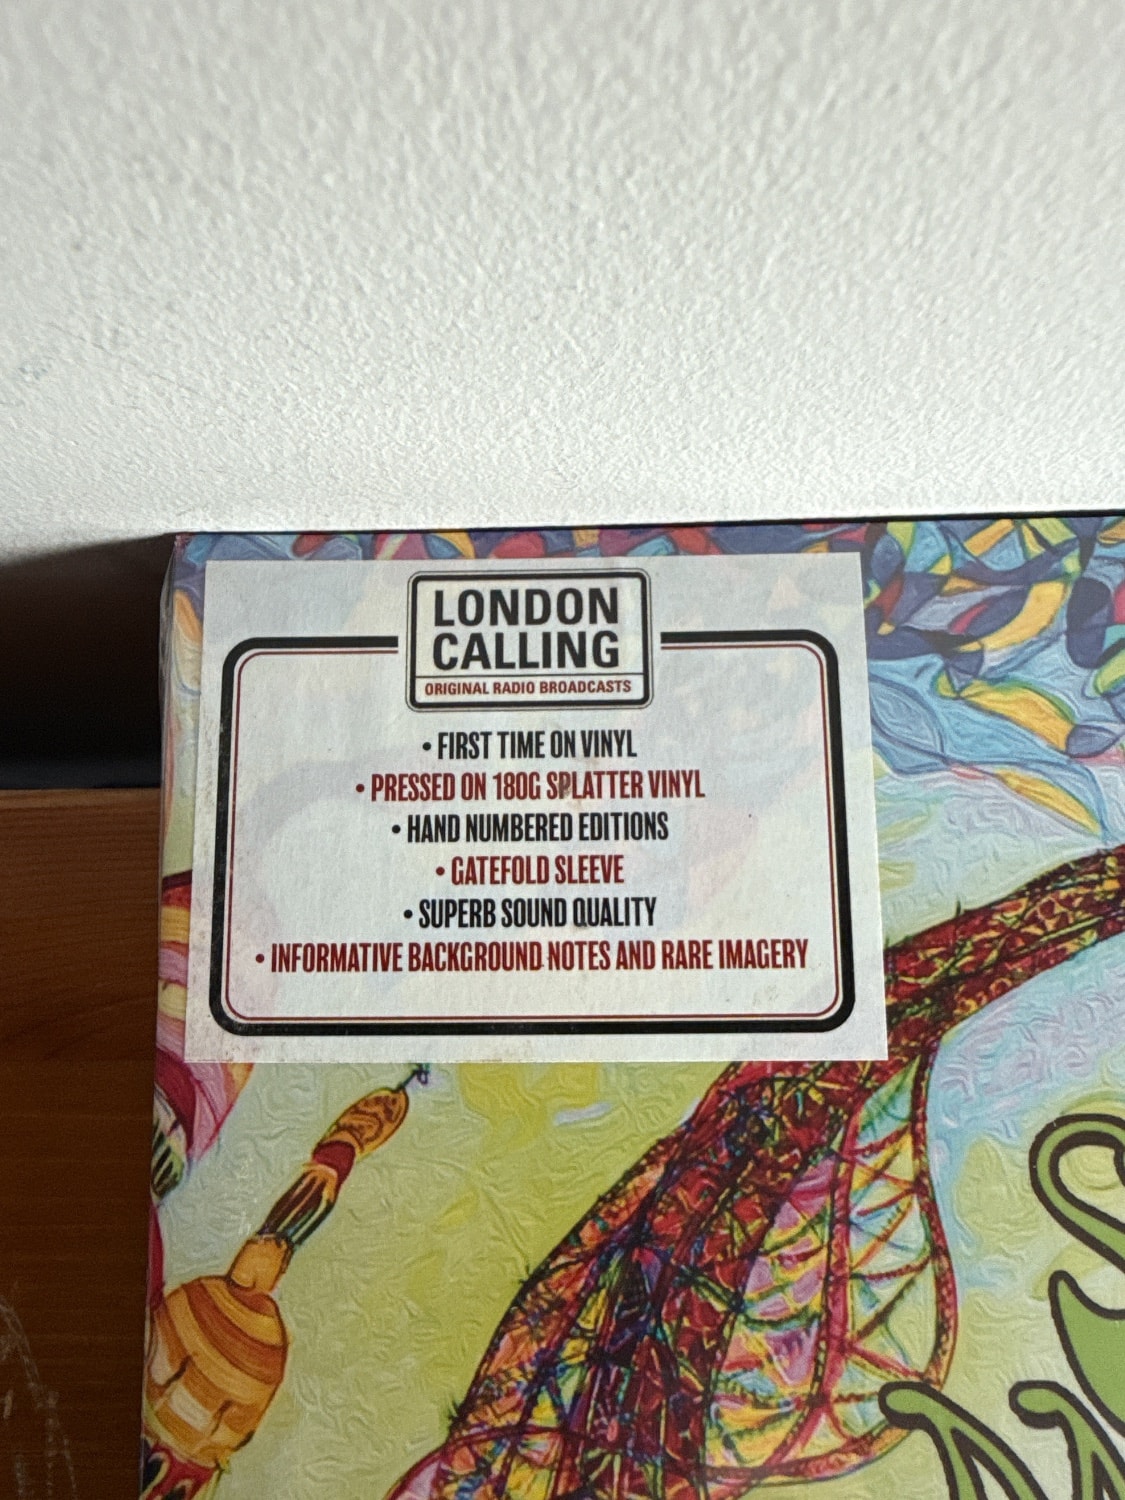 LONDON
CALLING
ORIGINAL RADIO BROADCASTS
• FIRST TIME ON VINYL
• PRESSED ON 180G SPLATTER VINYL
• HAND NUMBERED EDITIONS
• GATEFOLD SLEEVE
• SUPERB SOUND QUALITY
• INFORMATIVE BACKGROUND NOTES AND RARE IMAGERY